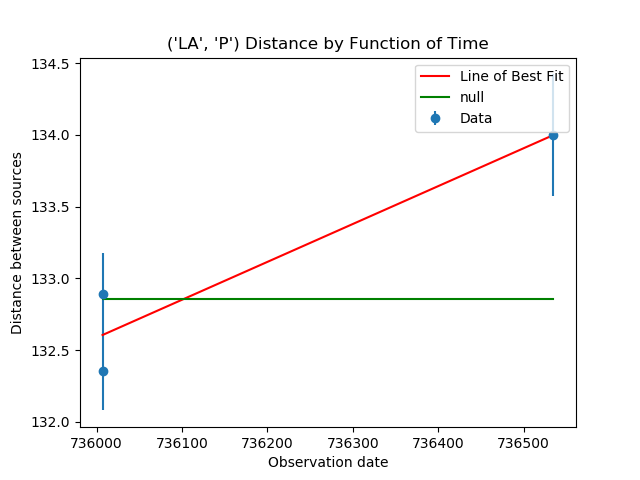 ('LA', 'P') Distance by Function of Time
134.5
134.0
133.5
133.0
132.5
132.0
Distance between sources
Line of Best Fit
null
Data
736000 736100 736200 736300 736400 736500
Observation date